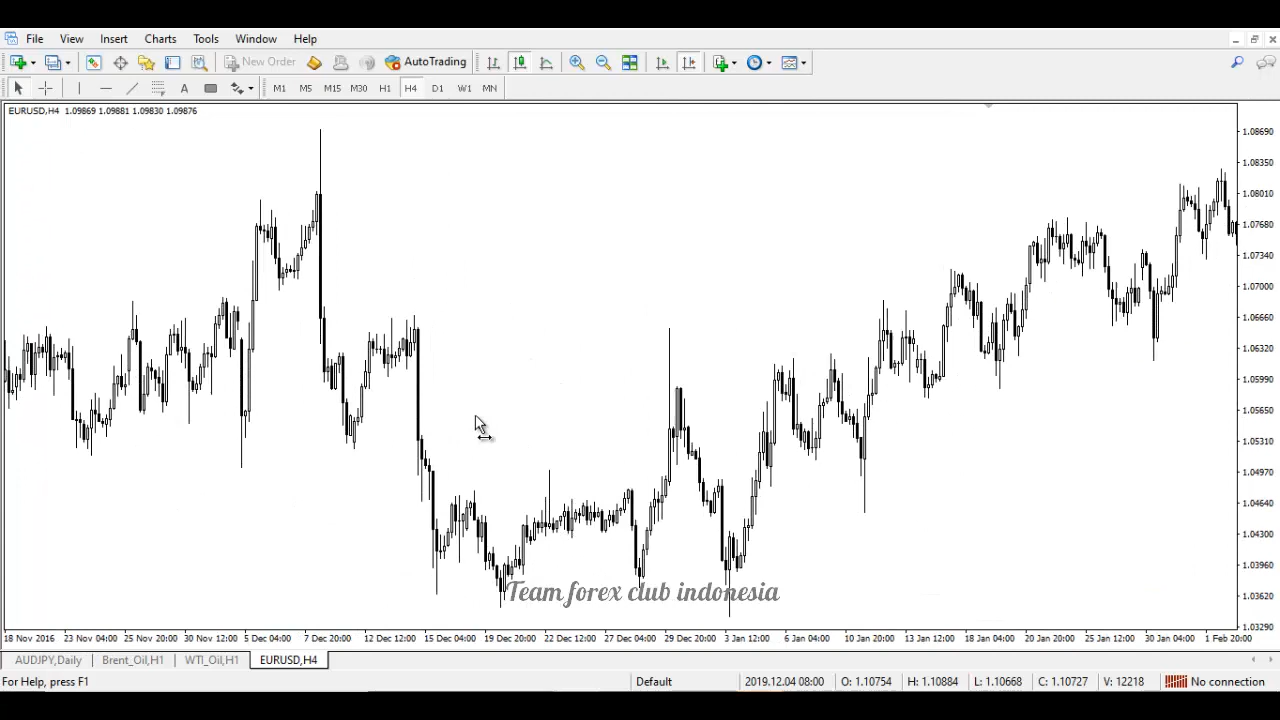 File View Insert Charts Tools Window Help
New Order AutoTrading
A M1 M5 M15 M30 H1 H4 D1 W1 MN
EURUSD,H4 1.09869 1.09881 1.09830 1.09876
1.08690
1.08350
1.08010
1.07680
1.07340
1.07000
1.06660
1.06320
1.05990
1.05650
1.05310
1.04970
1.04640
1.04300
1.03960
1.03620
1.03290
Team forex club indonesia
18 Nov 2016 23 Nov 04:00 25 Nov 20:00 30 Nov 12:00 5 Dec 04:00 7 Dec 20:00 12 Dec 12:00 15 Dec 04:00 19 Dec 20:00 22 Dec 12:00 27 Dec 04:00 29 Dec 20:00 3 Jan 12:00 6 Jan 04:00 10 Jan 20:00 13 Jan 12:00 18 Jan 04:00 20 Jan 20:00 25 Jan 12:00 30 Jan 04:00 1 Feb 20:00
AUDJPY,Daily Brent_Oil,H1 WTI_Oil,H1 EURUSD,H4
For Help, press F1 Default 2019.12.04 08:00 O: 1.10754 H: 1.10884 L: 1.10668 C: 1.10727 V: 12218 No connection